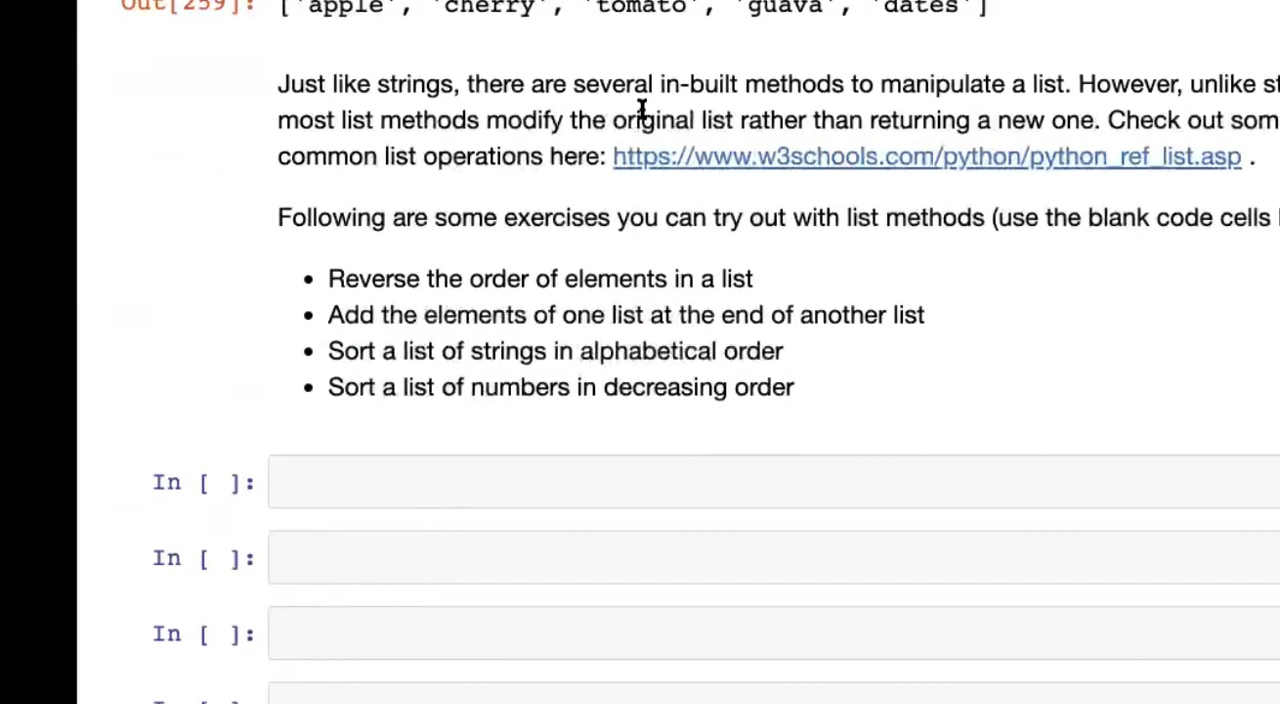 Out[259]: ['apple', 'cherry', 'tomato', 'guava', 'dates']
Just like strings, there are several in-built methods to manipulate a list. However, unlike
most list methods modify the original list rather than returning a new one. Check out
common list operations here: https://www.w3schools.com/python/python_ref_list.asp .
Following are some exercises you can try out with list methods (use the blank code cells
• Reverse the order of elements in a list
• Add the elements of one list at the end of another list
• Sort a list of strings in alphabetical order
• Sort a list of numbers in decreasing order
In [ ]:
In [ ]:
In [ ]: